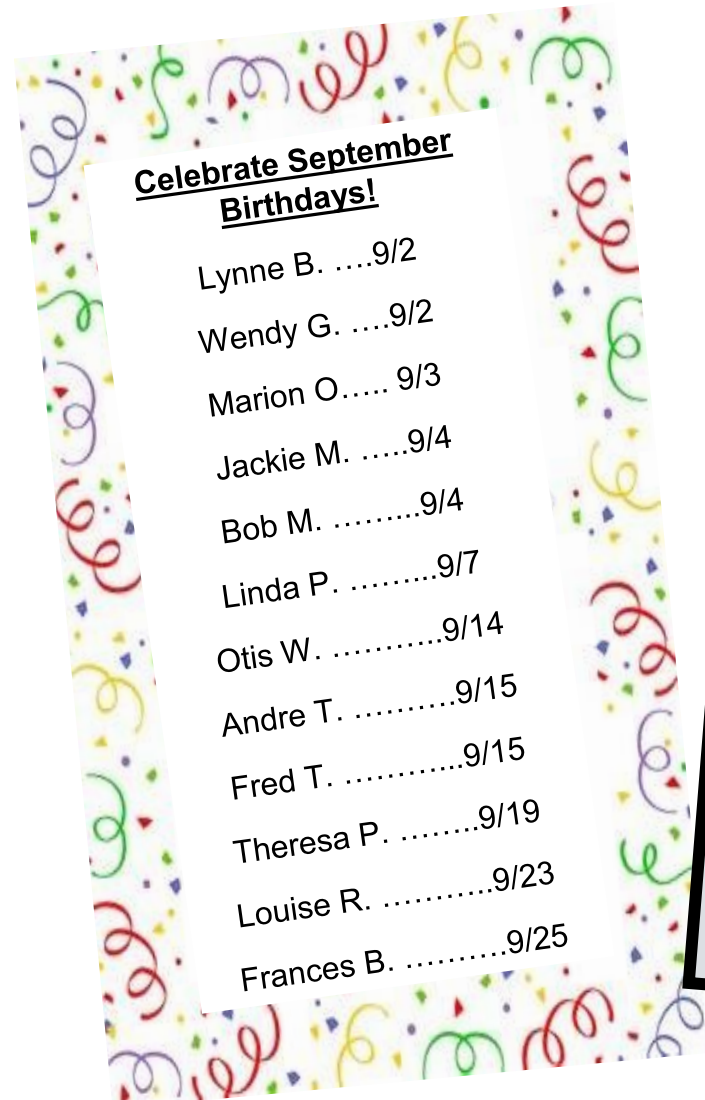 Celebrate September
Birthdays!
Lynne B. ….9/2
Wendy G. ….9/2
Marion O….. 9/3
Jackie M. …..9/4
Bob M. ……...9/4
Linda P. ……...9/7
Otis W. ………..9/14
Andre T. ……….9/15
Fred T. ………...9/15
Theresa P. ……..9/19
Louise R. ………..9/23
Frances B. ……….9/25